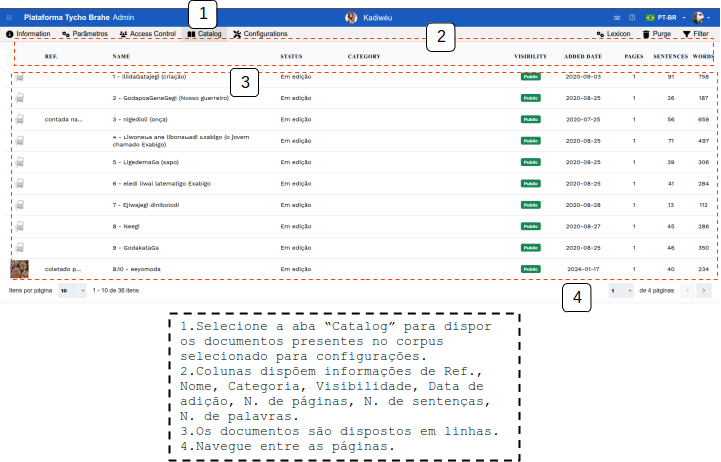 1
Plataforma Tycho Brahe Admin Kadiwéu PT-BR
Information Parâmetros Access Control Catalog Configurations Lexicon Purge Filter
2
REF. NAME STATUS CATEGORY VISIBILITY ADDED DATE PAGES SENTENCES WORDS
3
1 - IliidaGatajegi (criação) Em edição Public 2020-09-03 1 91 758
2 - GodapoaGeneGegi (Nosso guerreiro) Em edição Public 2020-08-25 1 26 187
contada na... 3 - nigedioli (onça) Em edição Public 2020-07-25 1 56 659
4 - LiwoneGa ane IlbonaGadi Exabigo (o jovem
chamado Exabigo) Em edição Public 2020-08-25 1 71 497
5 - LigedemaGa (sapo) Em edição Public 2020-08-25 1 39 306
6 - eledi liwai latematigo Exabigo Em edição Public 2020-08-25 1 41 284
7 - Ejiwajegi dinibolodi Em edição Public 2020-08-28 1 13 112
8 - Neegi Em edição Public 2020-08-27 1 45 286
9 - GodakataGa Em edição Public 2020-08-25 1 46 350
coletado p... 8.10 - eeyomoda Em edição Public 2024-01-17 1 40 234
Itens por página 10 1 - 10 de 36 itens 1 de 4 páginas
4
1.Selecione a aba “Catalog” para dispor
os documentos presentes no corpus
selecionado para configurações.
2.Colunas dispõem informações de Ref.,
Nome, Categoria, Visibilidade, Data de
adição, N. de páginas, N. de sentenças,
N. de palavras.
3.Os documentos são dispostos em linhas.
4.Navegue entre as páginas.